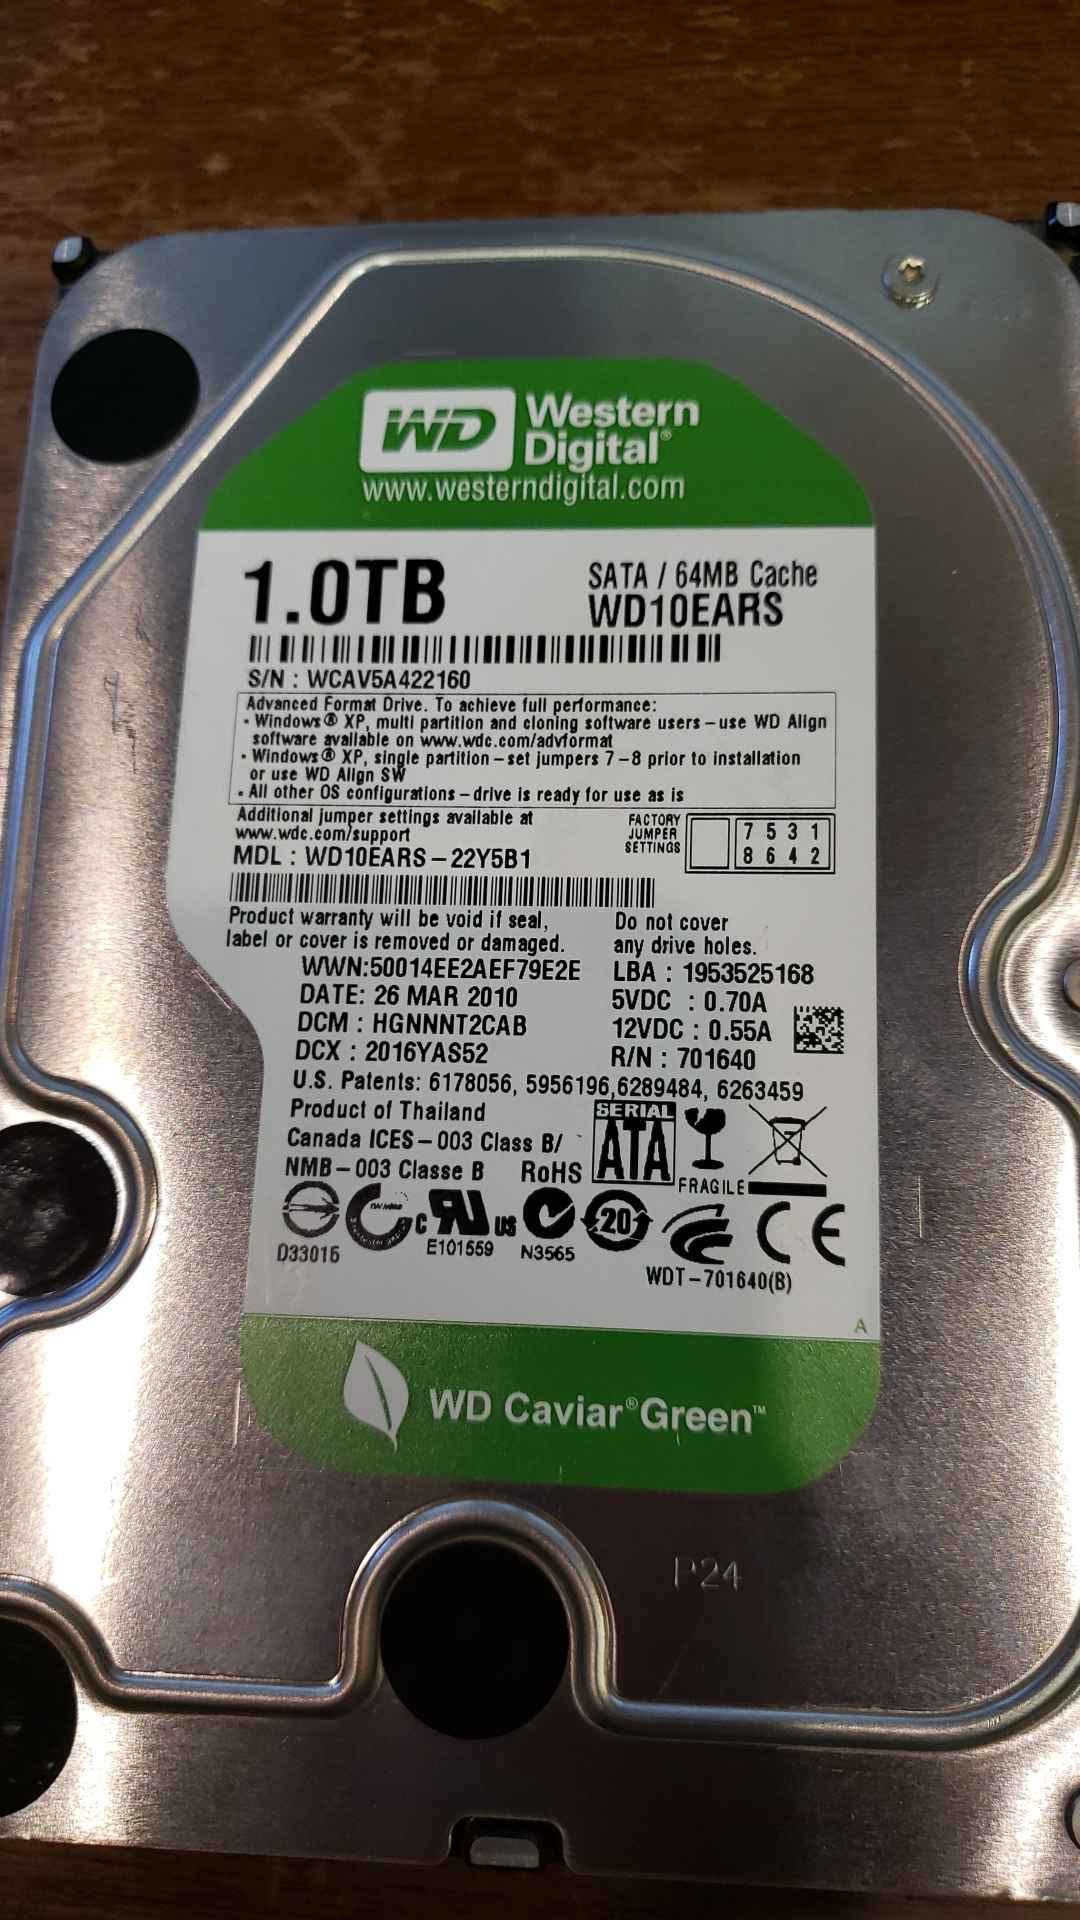 WD Western
Digital®
www.westerndigital.com
1.0TB
SATA / 64MB Cache
WD10EARS
S/N : WCAV5A422160
Advanced Format Drive. To achieve full performance:
• Windows® XP, multi partition and cloning software users – use WD Align
software available on www.wdc.com/advformat
• Windows® XP, single partition – set jumpers 7–8 prior to installation
or use WD Align SW
• All other OS configurations – drive is ready for use as is
Additional jumper settings available at
www.wdc.com/support
FACTORY
JUMPER
SETTINGS
7 5 3 1
8 6 4 2
MDL : WD10EARS – 22Y5B1
Product warranty will be void if seal,
label or cover is removed or damaged.
Do not cover
any drive holes.
WWN:50014EE2AEF79E2E
DATE: 26 MAR 2010
DCM : HGNNNT2CAB
DCX : 2016YAS52
LBA : 1953525168
5VDC : 0.70A
12VDC : 0.55A
R/N : 701640
U.S. Patents: 6178056, 5956196,6289484, 6263459
Product of Thailand
Canada ICES – 003 Class B/
NMB – 003 Classe B
RoHS
SERIAL
ATA
FRAGILE
D33016
c UR US
E101559
N3565
20
CE
WDT – 701640(B)
A
WD Caviar® Green™
P24